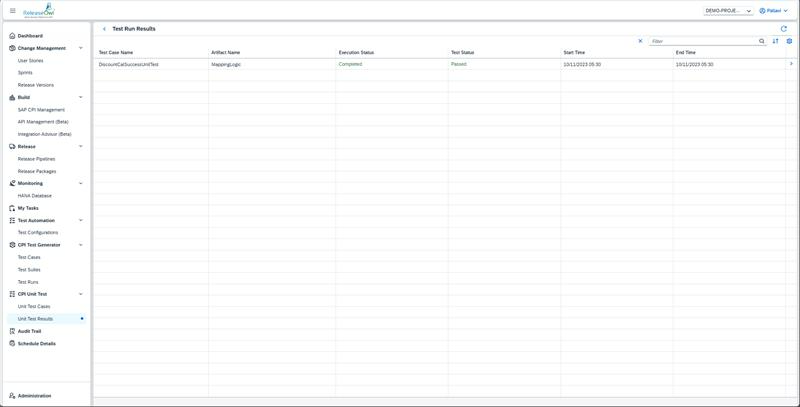 ReleaseOwl
DEMO-PROJE...
Pallavi
Dashboard
Change Management
User Stories
Sprints
Release Versions
Build
SAP CPI Management
API Management (Beta)
Integration Advisor (Beta)
Release
Release Pipelines
Release Packages
Monitoring
HANA Database
My Tasks
Test Automation
Test Configurations
CPI Test Generator
Test Cases
Test Suites
Test Runs
CPI Unit Test
Unit Test Cases
Unit Test Results
Audit Trail
Schedule Details
Administration
Test Run Results
Filter
Test Case Name Artifact Name Execution Status Test Status Start Time End Time
DiscountCalSuccessUnitTest MappingLogic Completed Passed 10/11/2023 05:30 10/11/2023 05:30